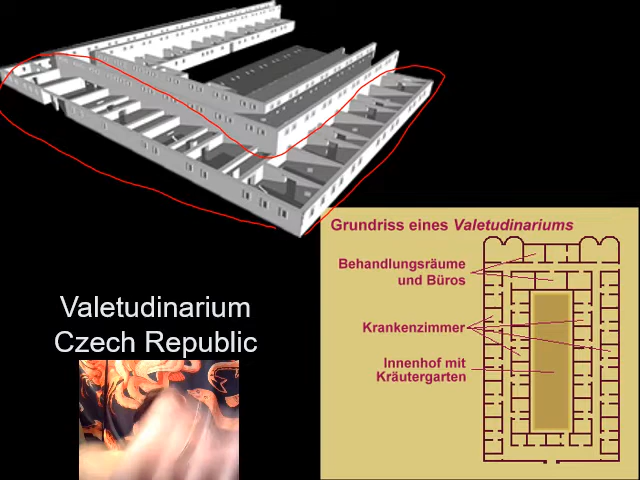 Grundriss eines Valetudinariums
Behandlungsräume
und Büros
Krankenzimmer
Innenhof mit
Kräutergarten
Valetudinarium
Czech Republic